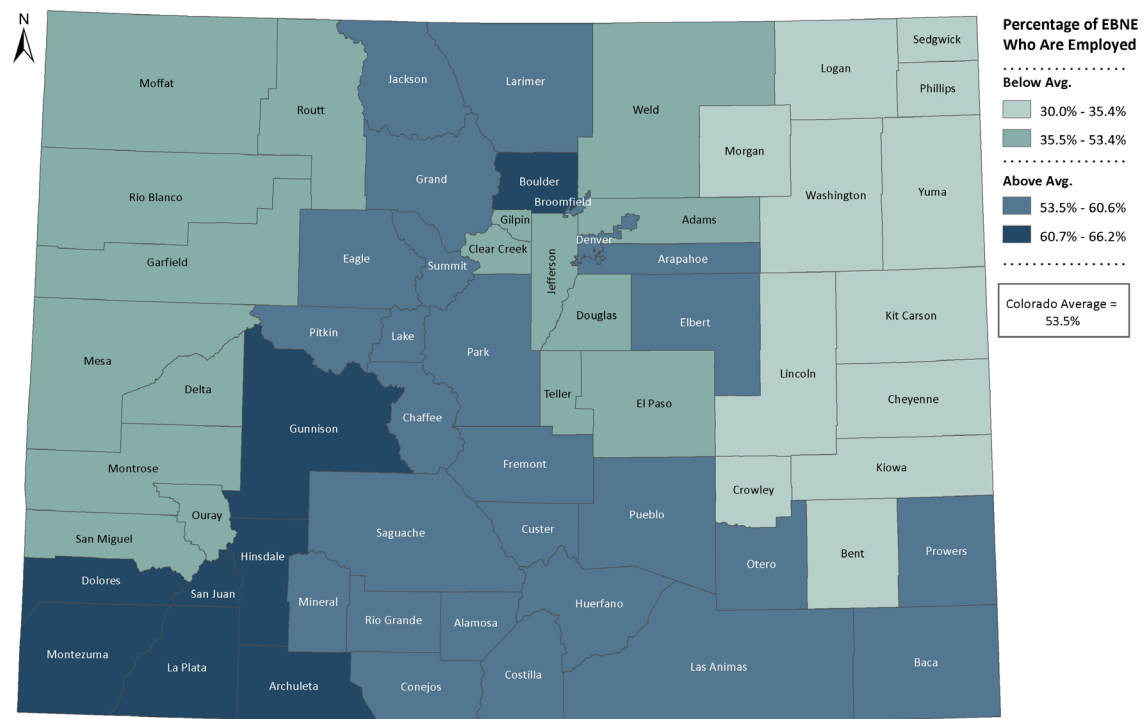 N
Percentage of EBNE
Who Are Employed
Below Avg.
30.0% - 35.4%
35.5% - 53.4%
Above Avg.
53.5% - 60.6%
60.7% - 66.2%
Colorado Average =
53.5%
Sedgwick
Logan
Jackson
Larimer
Moffat
Phillips
Routt
Weld
Morgan
Grand
Boulder
Rio Blanco
Washington
Yuma
Broomfield
Gilpin
Adams
Denver
Clear Creek
Eagle
Arapahoe
Garfield
Summit
Jefferson
Douglas
Kit Carson
Elbert
Pitkin
Lake
Park
Mesa
Lincoln
Delta
Teller
Cheyenne
El Paso
Chaffee
Gunnison
Fremont
Montrose
Kiowa
Crowley
Ouray
Pueblo
Custer
Saguache
San Miguel
Hinsdale
Bent
Prowers
Otero
Dolores
San Juan
Mineral
Huerfano
Rio Grande
Alamosa
Montezuma
La Plata
Las Animas
Baca
Costilla
Archuleta
Conejos